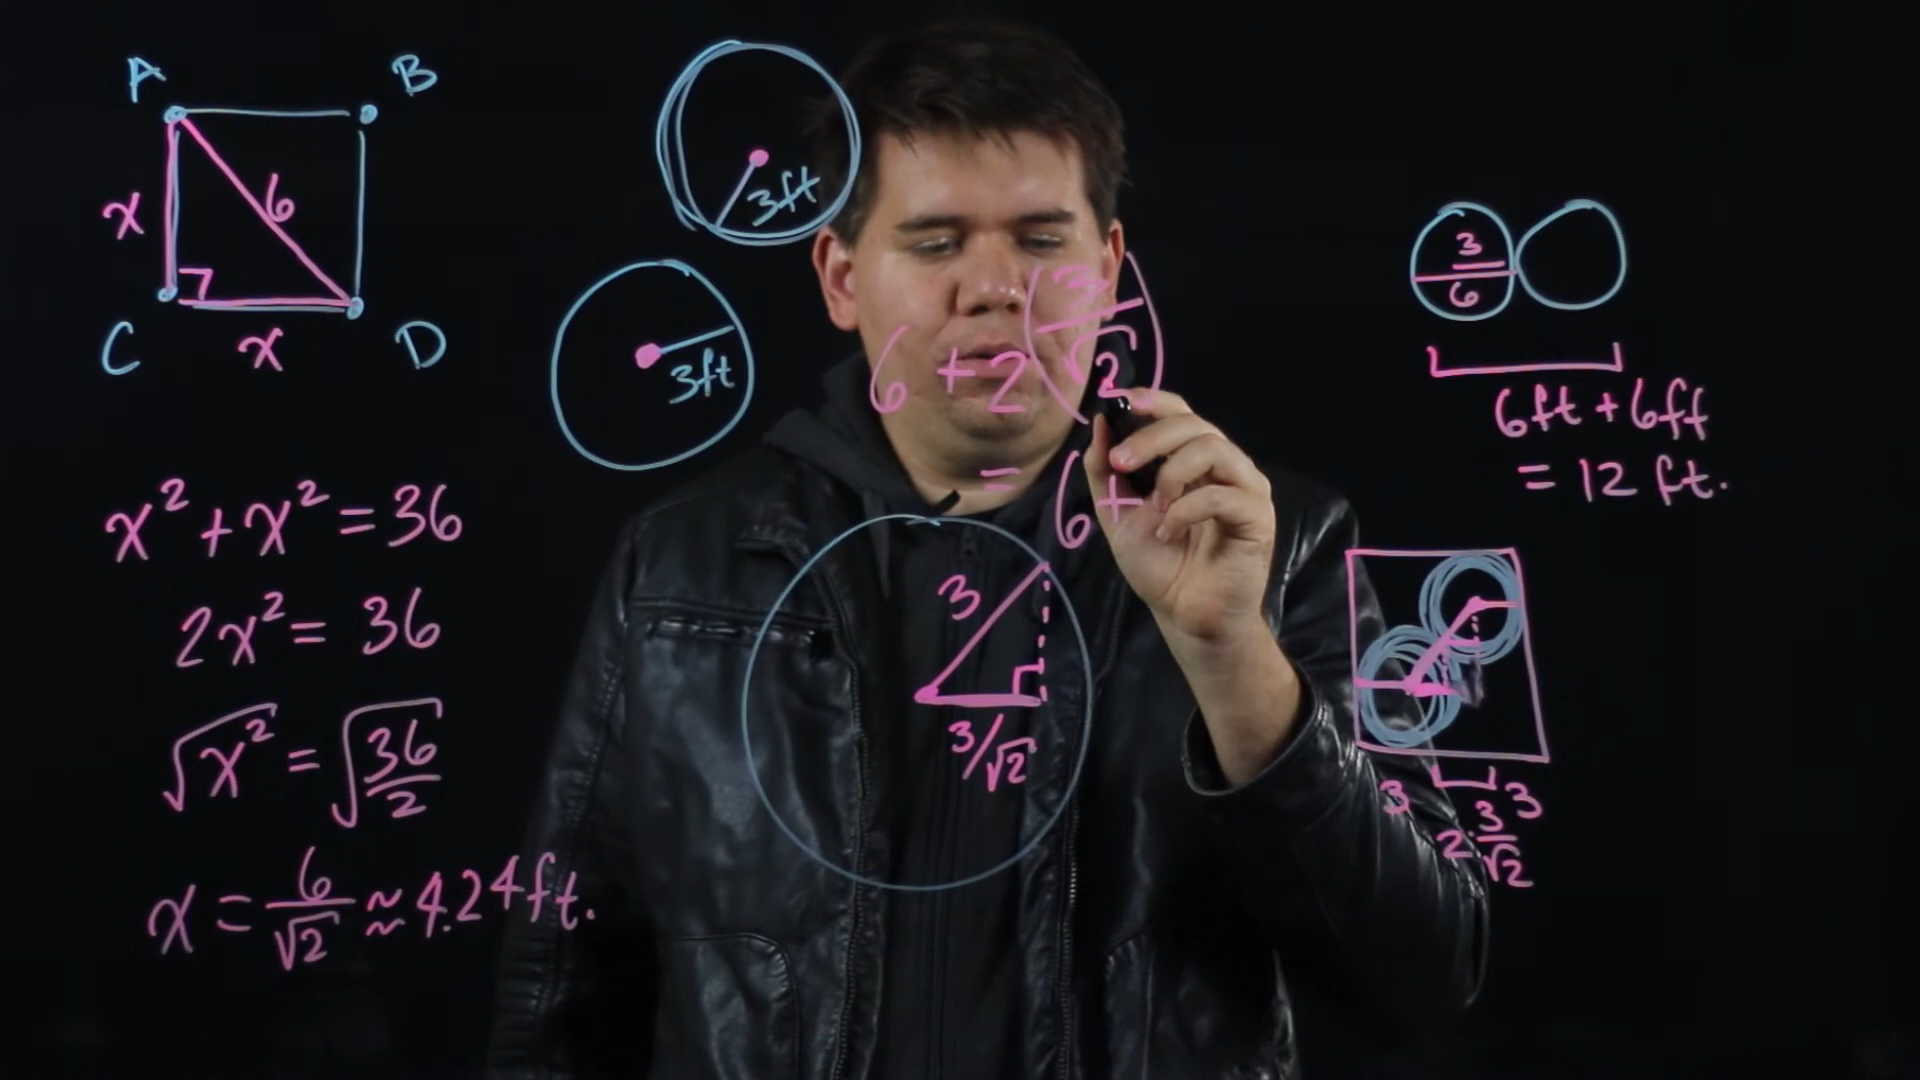 A
B
x
6
C
x
D
x² + x² = 36
2x² = 36
√x² = √36/2
x = 6/√2 ≈ 4.24 ft.
3ft
3ft
6 + 2(3/√2)
= 6 +
3
3/√2
3
6
6ft + 6ft
= 12 ft.
3
3
2·3/√2